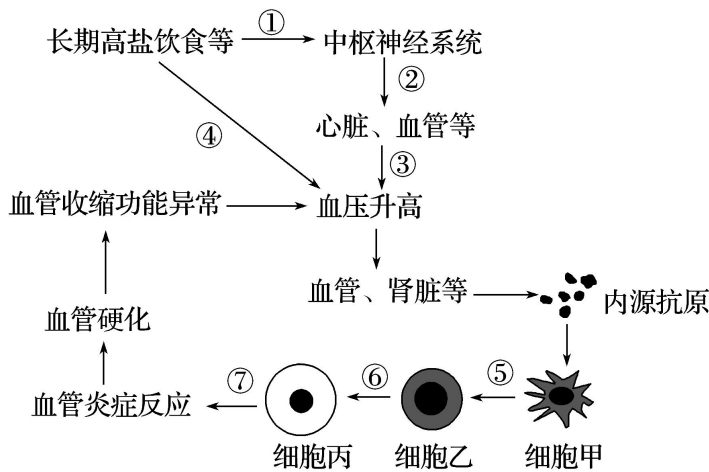 ①
长期高盐饮食等
中枢神经系统
②
心脏、血管等
④
③
血管收缩功能异常
血压升高
血管、肾脏等
内源抗原
血管硬化
⑦
⑥
⑤
血管炎症反应
细胞丙
细胞乙
细胞甲